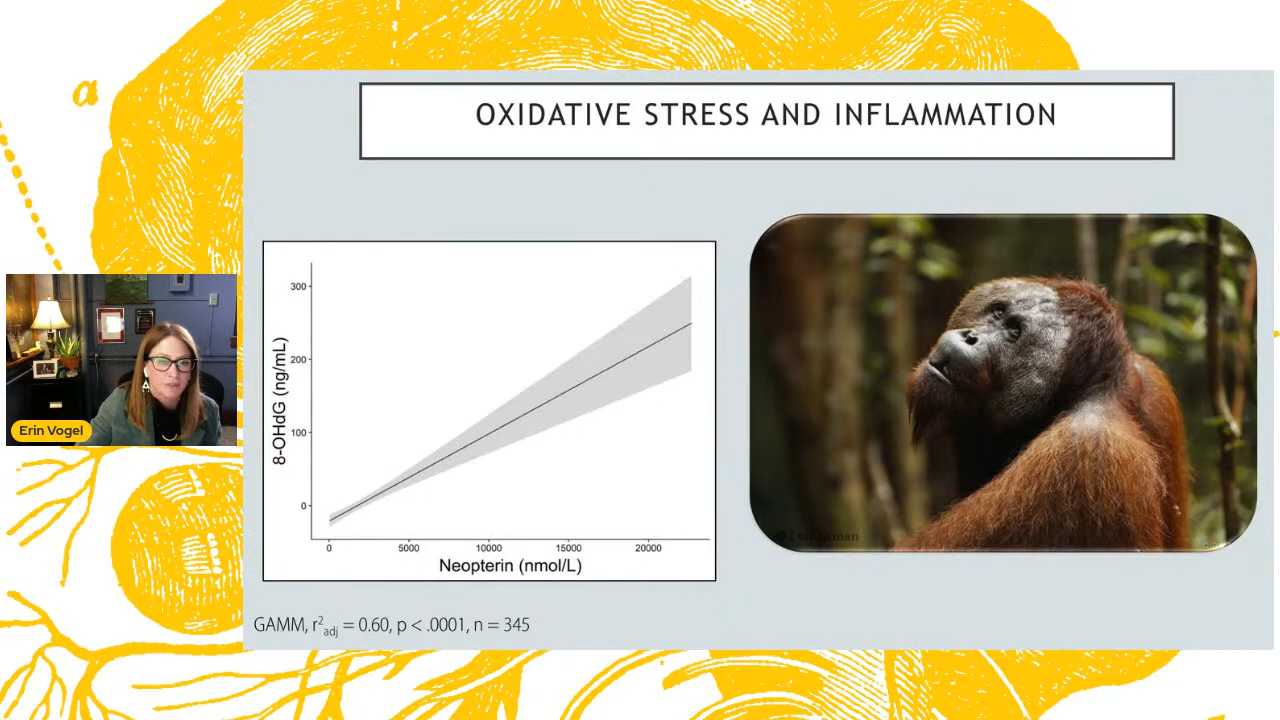 a
OXIDATIVE STRESS AND INFLAMMATION
300
200
100
0
8-OHdG (ng/mL)
0 5000 10000 15000 20000
Neopterin (nmol/L)
Erin Vogel
GAMM, r²adj = 0.60, p < .0001, n = 345